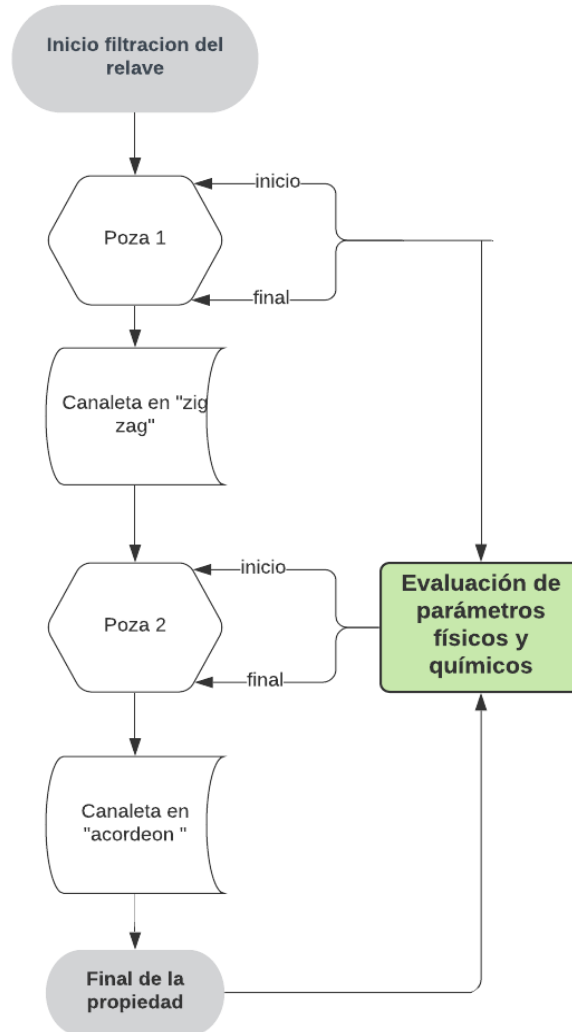 Inicio filtracion del
relave
inicio
Poza 1
final
Canaleta en "zig
zag"
inicio
Poza 2
final
Evaluación de
parámetros
físicos y
químicos
Canaleta en
"acordeon "
Final de la
propiedad